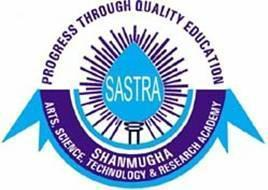 PROGRESS THROUGH QUALITY EDUCATION
SASTRA
SHANMUGHA
ARTS, SCIENCE, TECHNOLOGY & RESEARCH ACADEMY